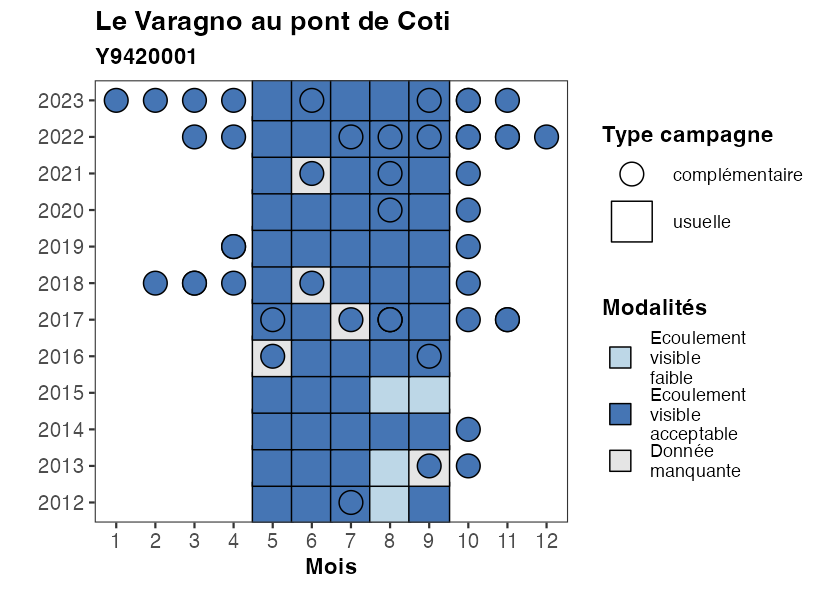 Le Varagno au pont de Coti
Y9420001
2023
2022
2021
2020
2019
2018
2017
2016
2015
2014
2013
2012
1 2 3 4 5 6 7 8 9 10 11 12
Mois
Type campagne
complémentaire
usuelle
Modalités
Ecoulement
visible
faible
Ecoulement
visible
acceptable
Donnée
manquante